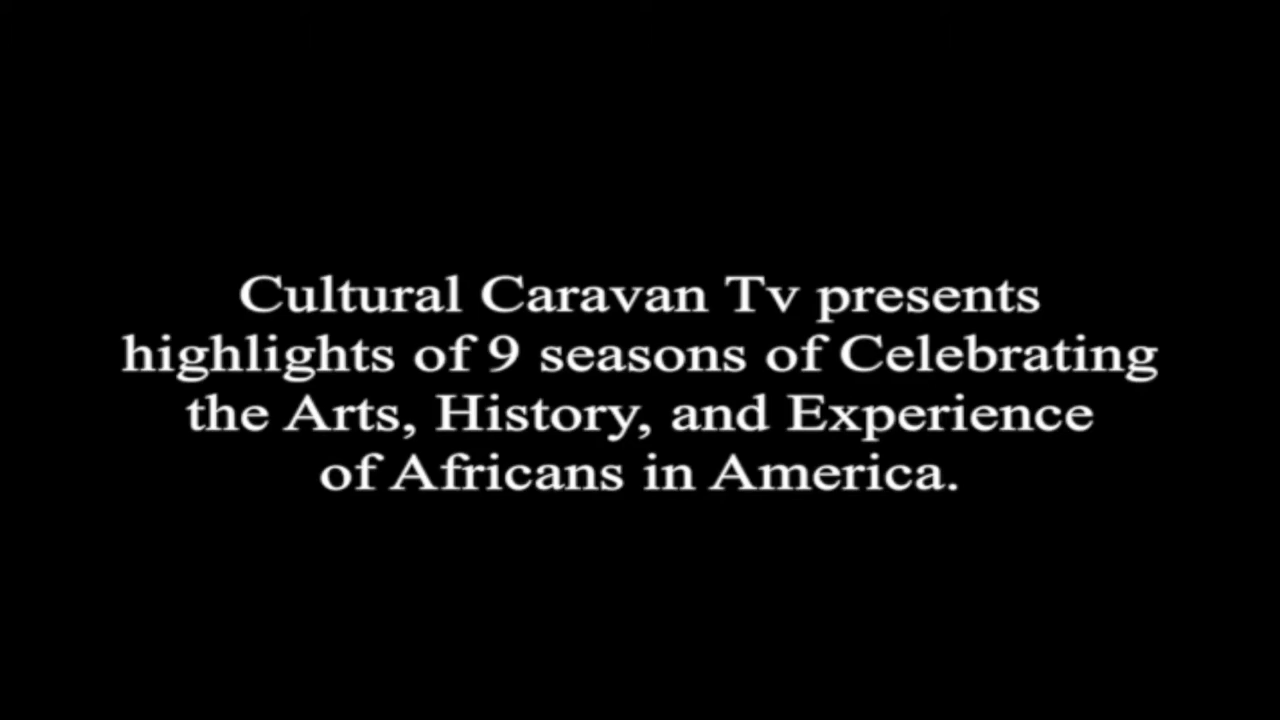 Cultural Caravan Tv presents
highlights of 9 seasons of Celebrating
the Arts, History, and Experience
of Africans in America.